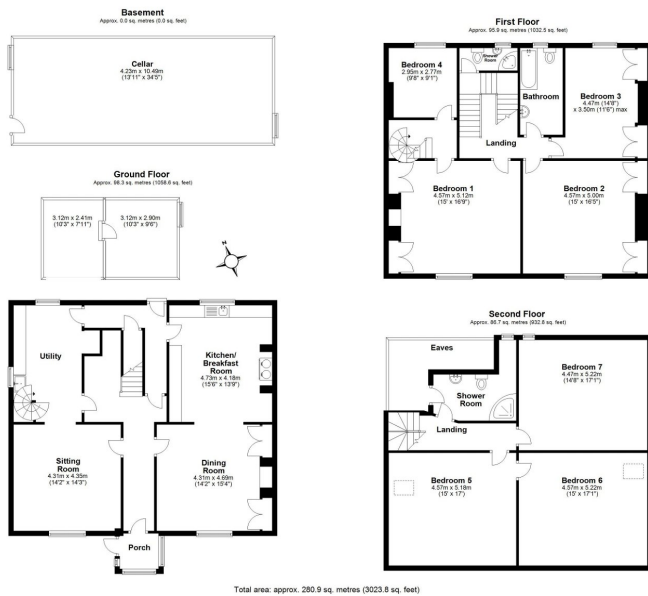 Basement
Approx. 0.0 sq. metres (0.0 sq. feet)
Cellar
4.23m x 10.49m
(13'11" x 34'5")
Ground Floor
Approx. 98.3 sq. metres (1058.6 sq. feet)
3.12m x 2.41m
(10'3" x 7'11")
3.12m x 2.90m
(10'3" x 9'6")
N
Utility
Kitchen/
Breakfast
Room
4.73m x 4.18m
(15'6" x 13'9")
Sitting
Room
4.31m x 4.35m
(14'2" x 14'3")
Dining
Room
4.31m x 4.69m
(14'2" x 15'4")
Porch
First Floor
Approx. 95.9 sq. metres (1032.5 sq. feet)
Bedroom 4
2.95m x 2.77m
(9'8" x 9'1")
Shower
Room
Bathroom
Bedroom 3
4.47m (14'8")
x 3.50m (11'6") max
Landing
Bedroom 1
4.57m x 5.12m
(15' x 16'9")
Bedroom 2
4.57m x 5.00m
(15' x 16'5")
Second Floor
Approx. 86.7 sq. metres (932.8 sq. feet)
Eaves
Shower
Room
Bedroom 7
4.47m x 5.22m
(14'8" x 17'1")
Landing
Bedroom 5
4.57m x 5.18m
(15' x 17')
Bedroom 6
4.57m x 5.22m
(15' x 17'1")
Total area: approx. 280.9 sq. metres (3023.8 sq. feet)